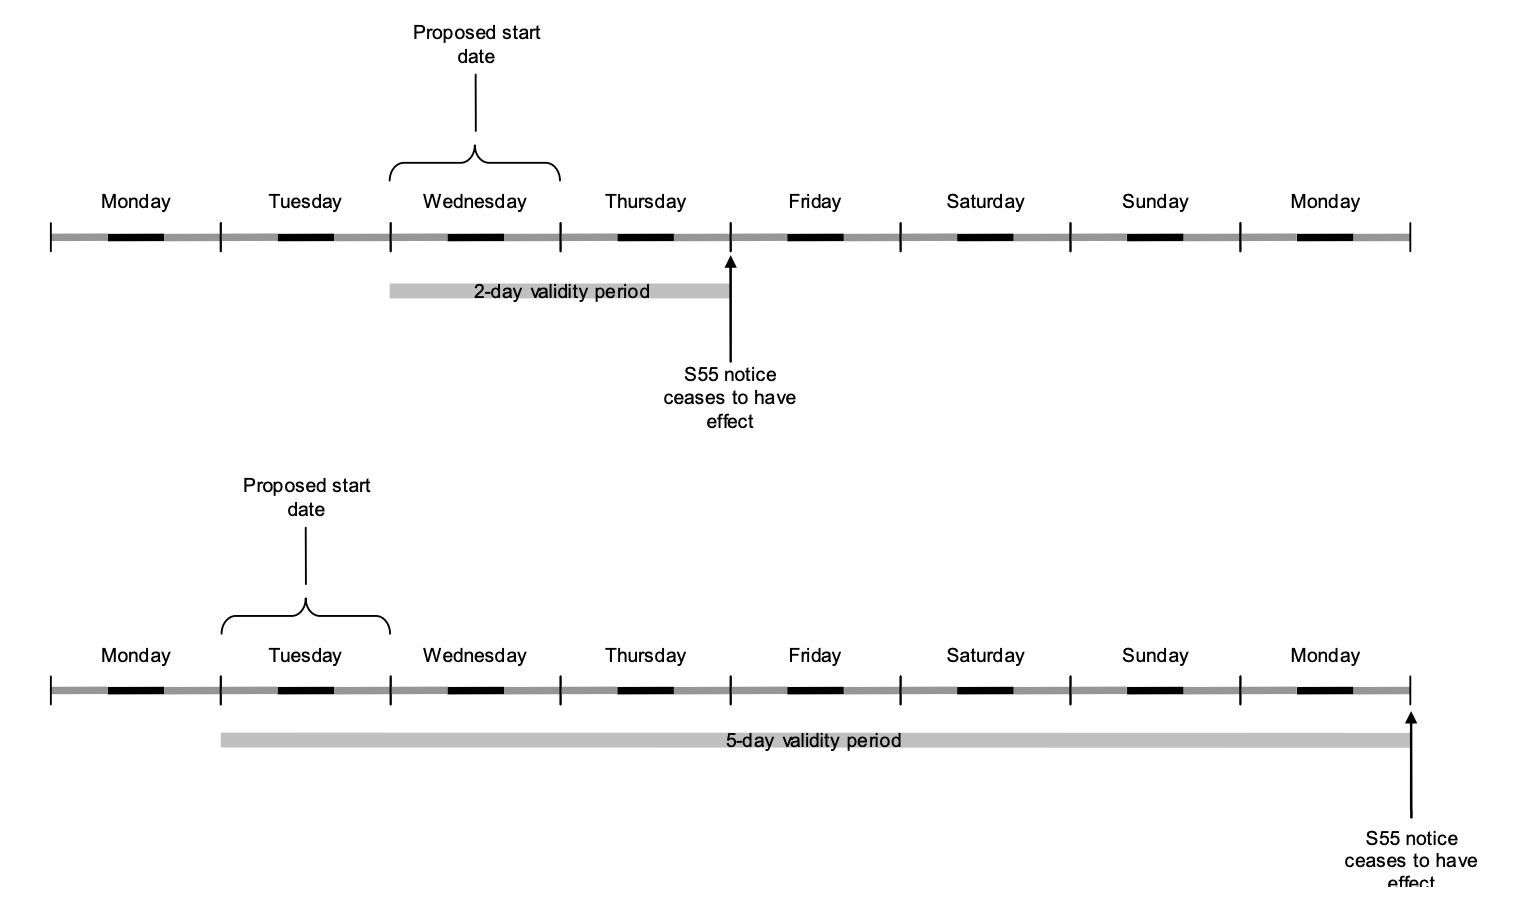 Proposed start
date
Monday Tuesday Wednesday Thursday Friday Saturday Sunday Monday
2-day validity period
S55 notice
ceases to have
effect
Proposed start
date
Monday Tuesday Wednesday Thursday Friday Saturday Sunday Monday
5-day validity period
S55 notice
ceases to have
effect